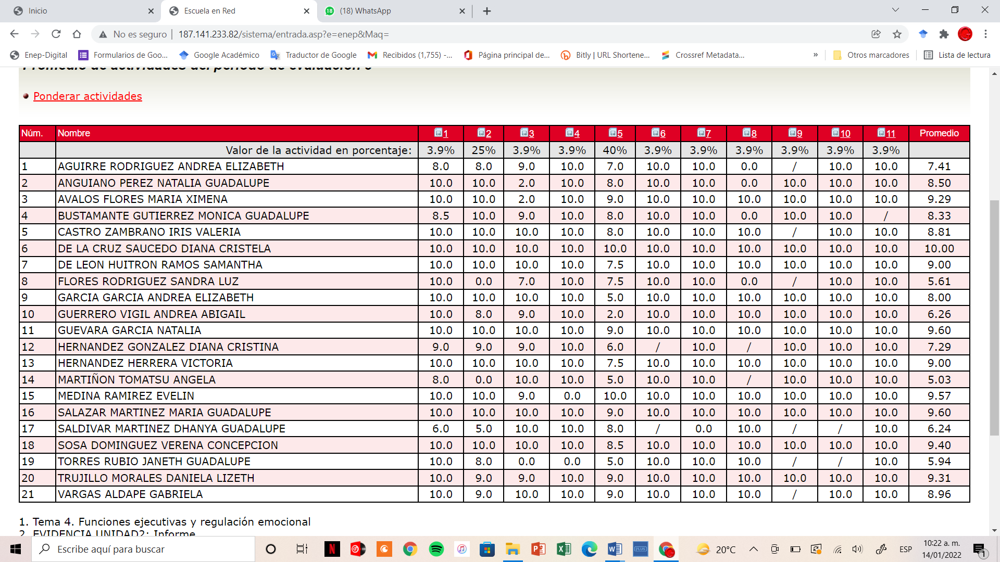 Inicio
Escuela en Red
18 (18) WhatsApp
No es seguro 187.141.233.82/sistema/entrada.asp?e=enep&Maq=
Enep-Digital Formularios de Goo... Google Académico Traductor de Google Recibidos (1,755) -... Página principal de... Bitly | URL Shortene... Crossref Metadata... » Otros marcadores Lista de lectura
Promedio de actividades del periodo de evaluación
Ponderar actividades
Núm. Nombre 1 2 3 4 5 6 7 8 9 10 11 Promedio
Valor de la actividad en porcentaje: 3.9% 25% 3.9% 3.9% 40% 3.9% 3.9% 3.9% 3.9% 3.9% 3.9%
1 AGUIRRE RODRIGUEZ ANDREA ELIZABETH 8.0 8.0 9.0 10.0 7.0 10.0 10.0 0.0 / 10.0 10.0 7.41
2 ANGUIANO PEREZ NATALIA GUADALUPE 10.0 10.0 2.0 10.0 8.0 10.0 10.0 0.0 10.0 10.0 10.0 8.50
3 AVALOS FLORES MARIA XIMENA 10.0 10.0 2.0 10.0 9.0 10.0 10.0 10.0 10.0 10.0 10.0 9.29
4 BUSTAMANTE GUTIERREZ MONICA GUADALUPE 8.5 10.0 9.0 10.0 8.0 10.0 10.0 0.0 10.0 10.0 / 8.33
5 CASTRO ZAMBRANO IRIS VALERIA 10.0 10.0 10.0 10.0 8.0 10.0 10.0 10.0 / 10.0 10.0 8.81
6 DE LA CRUZ SAUCEDO DIANA CRISTELA 10.0 10.0 10.0 10.0 10.0 10.0 10.0 10.0 10.0 10.0 10.0 10.00
7 DE LEON HUITRON RAMOS SAMANTHA 10.0 10.0 10.0 10.0 7.5 10.0 10.0 10.0 10.0 10.0 10.0 9.00
8 FLORES RODRIGUEZ SANDRA LUZ 10.0 0.0 7.0 10.0 7.5 10.0 10.0 0.0 / 10.0 10.0 5.61
9 GARCIA GARCIA ANDREA ELIZABETH 10.0 10.0 10.0 10.0 5.0 10.0 10.0 10.0 10.0 10.0 10.0 8.00
10 GUERRERO VIGIL ANDREA ABIGAIL 10.0 8.0 9.0 10.0 2.0 10.0 10.0 10.0 10.0 10.0 10.0 6.26
11 GUEVARA GARCIA NATALIA 10.0 10.0 10.0 10.0 9.0 10.0 10.0 10.0 10.0 10.0 10.0 9.60
12 HERNANDEZ GONZALEZ DIANA CRISTINA 9.0 9.0 9.0 10.0 6.0 / 10.0 / 10.0 10.0 10.0 7.29
13 HERNANDEZ HERRERA VICTORIA 10.0 10.0 10.0 10.0 7.5 10.0 10.0 10.0 10.0 10.0 10.0 9.00
14 MARTIÑON TOMATSU ANGELA 8.0 0.0 10.0 10.0 5.0 10.0 10.0 / 10.0 10.0 10.0 5.03
15 MEDINA RAMIREZ EVELIN 10.0 10.0 9.0 0.0 10.0 10.0 10.0 10.0 10.0 10.0 10.0 9.57
16 SALAZAR MARTINEZ MARIA GUADALUPE 10.0 10.0 10.0 10.0 9.0 10.0 10.0 10.0 10.0 10.0 10.0 9.60
17 SALDIVAR MARTINEZ DHANYA GUADALUPE 6.0 5.0 10.0 10.0 8.0 / 0.0 10.0 / / 10.0 6.24
18 SOSA DOMINGUEZ VERENA CONCEPCION 10.0 10.0 10.0 10.0 8.5 10.0 10.0 10.0 10.0 10.0 10.0 9.40
19 TORRES RUBIO JANETH GUADALUPE 10.0 8.0 0.0 0.0 5.0 10.0 10.0 10.0 / / 10.0 5.94
20 TRUJILLO MORALES DANIELA LIZETH 10.0 9.0 9.0 10.0 9.0 10.0 10.0 10.0 10.0 10.0 10.0 9.31
21 VARGAS ALDAPE GABRIELA 10.0 9.0 10.0 10.0 9.0 10.0 10.0 10.0 / 10.0 10.0 8.96
1. Tema 4. Funciones ejecutivas y regulación emocional
2. EVIDENCIA UNIDAD2: Informe
Escribe aquí para buscar
PLUS
20°C
ESP
10:22 a. m.
14/01/2022
1